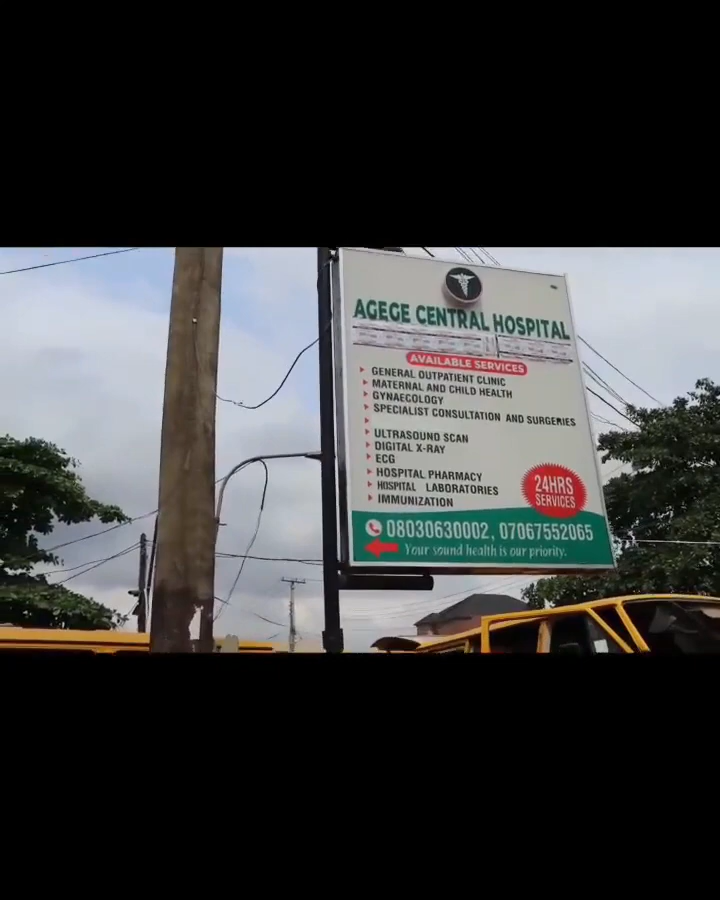 AGEGE CENTRAL HOSPITAL
AVAILABLE SERVICES
GENERAL OUTPATIENT CLINIC
MATERNAL AND CHILD HEALTH
GYNAECOLOGY
SPECIALIST CONSULTATION AND SURGERIES
ULTRASOUND SCAN
DIGITAL X-RAY
ECG
HOSPITAL PHARMACY
HOSPITAL LABORATORIES
IMMUNIZATION
24HRS
SERVICES
08030630002, 07067552065
Your sound health is our priority.